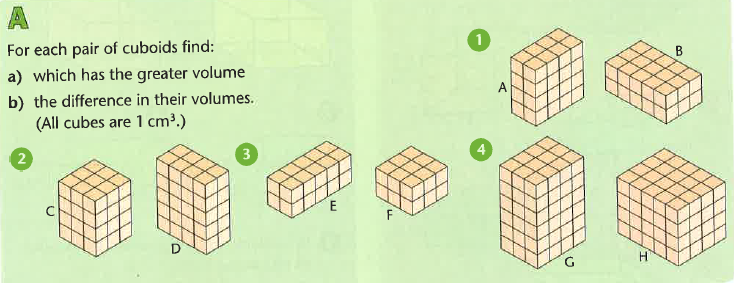 A
For each pair of cuboids find:
a) which has the greater volume
b) the difference in their volumes.
(All cubes are 1 cm³.)
1
A
B
2
C
D
3
E
F
4
G
H